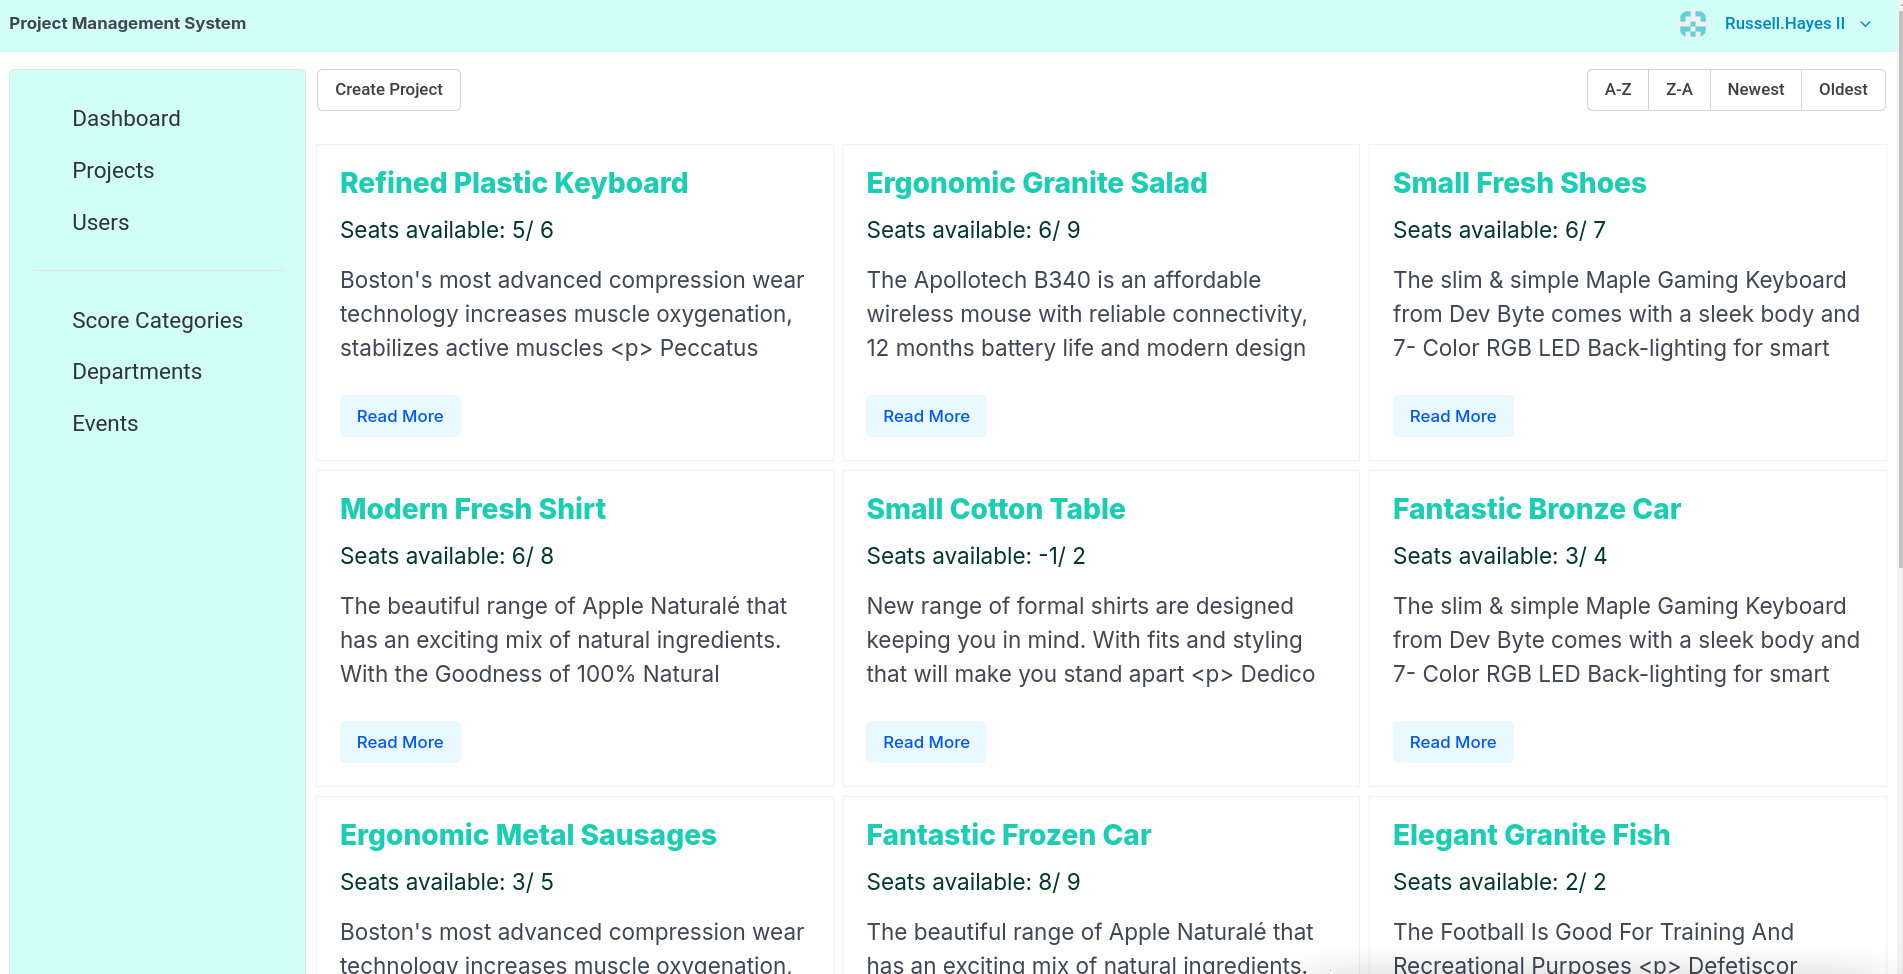 Project Management System
Russell.Hayes II
Dashboard
Projects
Users
Score Categories
Departments
Events
Create Project
A-Z
Z-A
Newest
Oldest
Refined Plastic Keyboard
Seats available: 5/ 6
Boston's most advanced compression wear
technology increases muscle oxygenation,
stabilizes active muscles <p> Peccatus
Read More
Ergonomic Granite Salad
Seats available: 6/ 9
The Apollotech B340 is an affordable
wireless mouse with reliable connectivity,
12 months battery life and modern design
Read More
Small Fresh Shoes
Seats available: 6/ 7
The slim & simple Maple Gaming Keyboard
from Dev Byte comes with a sleek body and
7- Color RGB LED Back-lighting for smart
Read More
Modern Fresh Shirt
Seats available: 6/ 8
The beautiful range of Apple Naturalé that
has an exciting mix of natural ingredients.
With the Goodness of 100% Natural
Read More
Small Cotton Table
Seats available: -1/ 2
New range of formal shirts are designed
keeping you in mind. With fits and styling
that will make you stand apart <p> Dedico
Read More
Fantastic Bronze Car
Seats available: 3/ 4
The slim & simple Maple Gaming Keyboard
from Dev Byte comes with a sleek body and
7- Color RGB LED Back-lighting for smart
Read More
Ergonomic Metal Sausages
Seats available: 3/ 5
Boston's most advanced compression wear
technology increases muscle oxygenation,
Fantastic Frozen Car
Seats available: 8/ 9
The beautiful range of Apple Naturalé that
has an exciting mix of natural ingredients.
Elegant Granite Fish
Seats available: 2/ 2
The Football Is Good For Training And
Recreational Purposes <p> Defetiscor